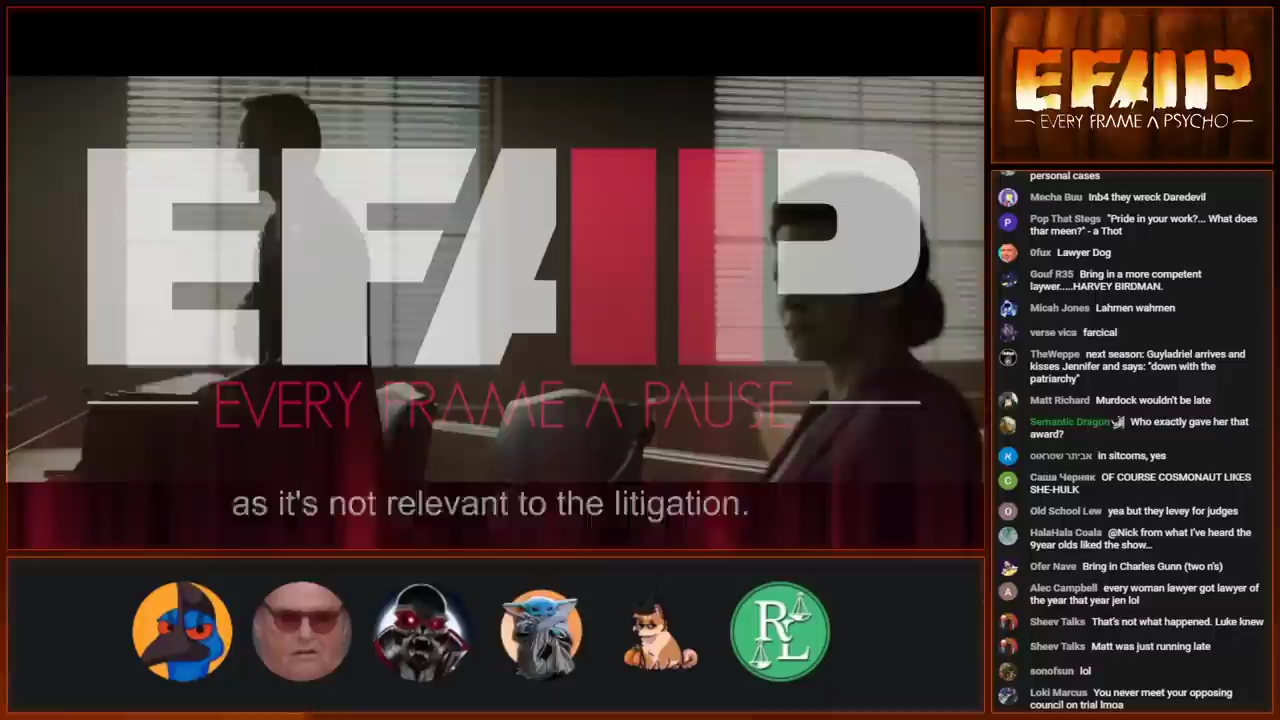 EFAP
EVERY FRAME A PAUSE
as it's not relevant to the litigation.
RL
EFAP
EVERY FRAME A PSYCHO
personal cases
Mecha Buu Inb4 they wreck Daredevil
P
Pop That Stegs "Pride in your work?... What does
thar meen?" - a Thot
0fux Lawyer Dog
Gouf R35 Bring in a more competent
laywer.....HARVEY BIRDMAN.
Micah Jones Lahmen wahmen
verse vica farcical
TheWeppe next season: Guyladriel arrives and
kisses Jennifer and says: "down with the
patriarchy"
Matt Richard Murdock wouldn't be late
Semantic Dragon Who exactly gave her that
award?
א
אביתר שטראוס in sitcoms, yes
С
Саша Черняк OF COURSE COSMONAUT LIKES
SHE-HULK
O
Old School Lew yea but they levey for judges
HalaHala Coala @Nick from what I've heard the
9year olds liked the show...
Ofer Nave Bring in Charles Gunn (two n's)
A
Alec Campbell every woman lawyer got lawyer of
the year that year jen lol
Sheev Talks That's not what happened. Luke knew
Sheev Talks Matt was just running late
sonofsun lol
Loki Marcus You never meet your opposing
council on trial lmoa